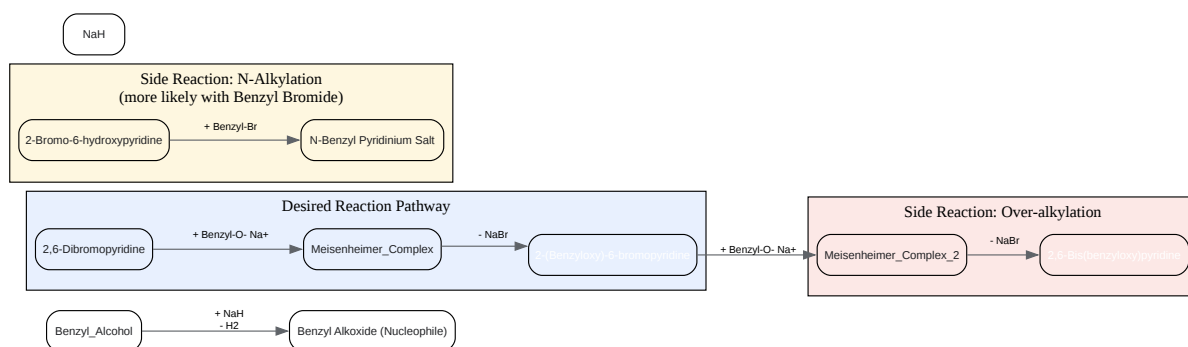 NaH
Side Reaction: N-Alkylation
(more likely with Benzyl Bromide)
2-Bromo-6-hydroxypyridine
+ Benzyl-Br
N-Benzyl Pyridinium Salt
Desired Reaction Pathway
2,6-Dibromopyridine
+ Benzyl-O- Na+
Meisenheimer_Complex
- NaBr
2-(Benzyloxy)-6-bromopyridine
+ Benzyl-O- Na+
Side Reaction: Over-alkylation
Meisenheimer_Complex_2
- NaBr
2,6-Bis(benzyloxy)pyridine
Benzyl_Alcohol
+ NaH
- H2
Benzyl Alkoxide (Nucleophile)